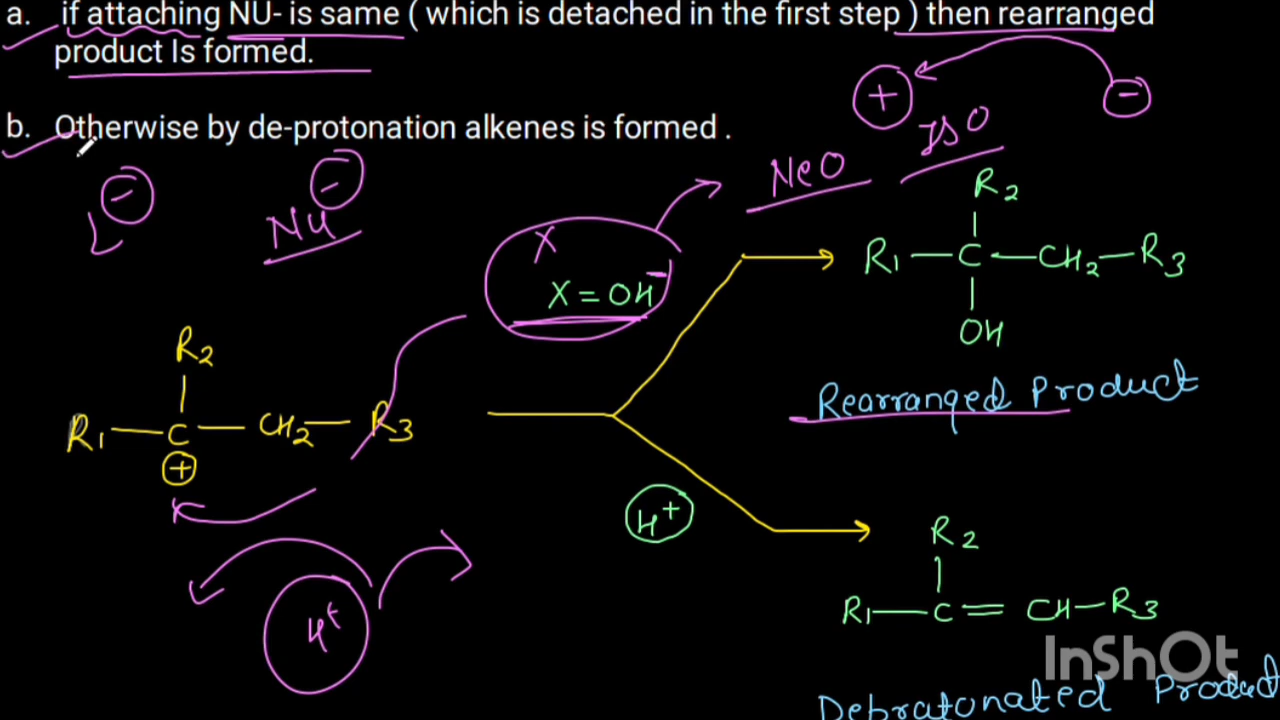 a. if attaching NU- is same ( which is detached in the first step ) then rearranged
product Is formed.
b. Otherwise by de-protonation alkenes is formed .
+ -
NeO ISO
L - Nu -
X
X = OH-
R2
R1—C—CH2—R3
OH
R2
R1—C—CH2—R3
+
Rearranged Product
H+
H+
R2
R1—C=CH—R3
InShOt
Debratonated Product